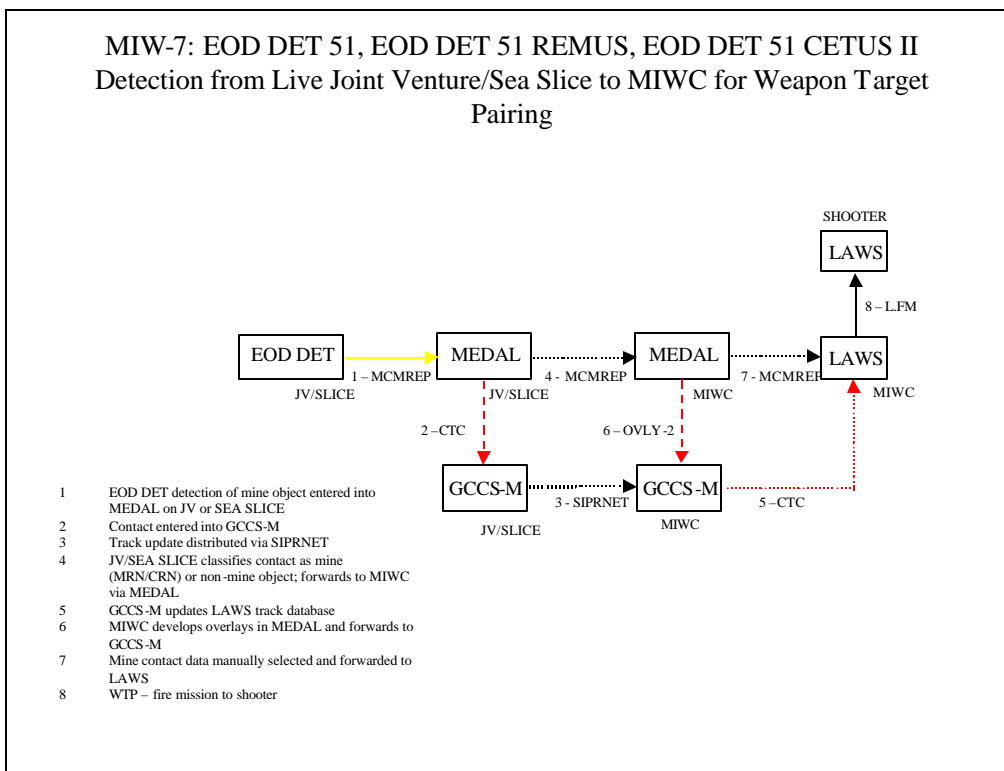 MIW-7: EOD DET 51, EOD DET 51 REMUS, EOD DET 51 CETUS II
Detection from Live Joint Venture/Sea Slice to MIWC for Weapon Target
Pairing
SHOOTER
LAWS
8 – L.FM
EOD DET
MEDAL
MEDAL
LAWS
1 – MCMREP
4 - MCMREP
7 - MCMREP
JV/SLICE
JV/SLICE
MIWC
MIWC
2 –CTC
6 – OVLY -2
GCCS-M
GCCS -M
3 - SIPRNET
5 –CTC
JV/SLICE
MIWC
1 EOD DET detection of mine object entered into
MEDAL on JV or SEA SLICE
2 Contact entered into GCCS-M
3 Track update distributed via SIPRNET
4 JV/SEA SLICE classifies contact as mine
(MRN/CRN) or non -mine object; forwards to MIWC
via MEDAL
5 GCCS -M updates LAWS track database
6 MIWC develops overlays in MEDAL and forwards to
GCCS -M
7 Mine contact data manually selected and forwarded to
LAWS
8 WTP – fire mission to shooter